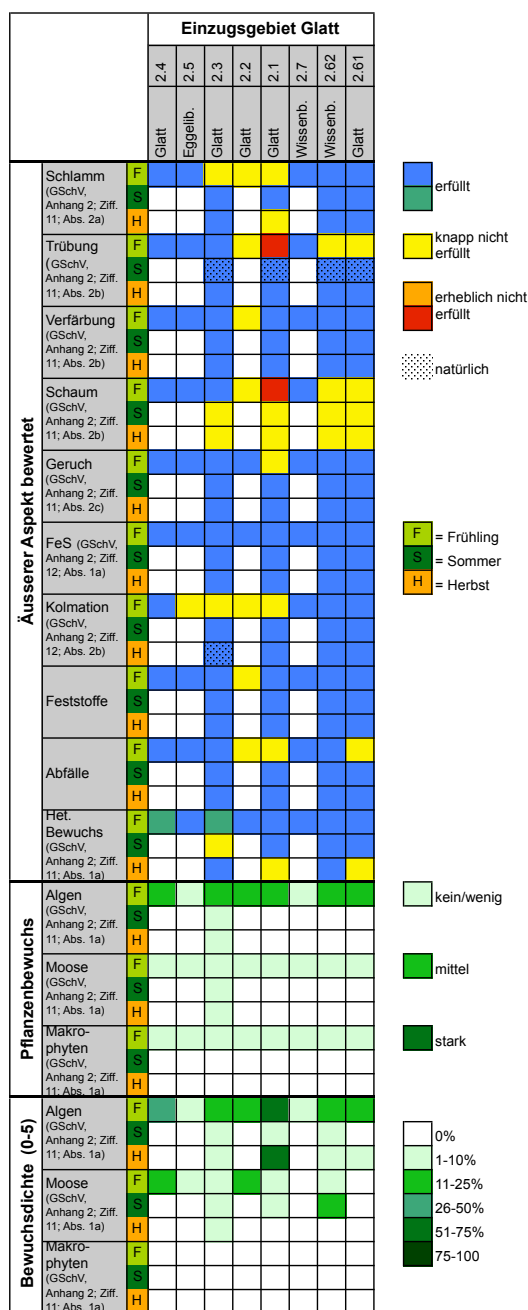 Einzugsgebiet Glatt
2.4 2.5 2.3 2.2 2.1 2.7 2.62 2.61
Glatt Eggelib. Glatt Glatt Glatt Wissenb. Wissenb. Glatt
Äusserer Aspekt bewertet
Schlamm
(GSchV,
Anhang 2; Ziff.
11; Abs. 2a)
F
S
H
Trübung
(GSchV,
Anhang 2; Ziff.
11; Abs. 2b)
F
S
H
Verfärbung
(GSchV,
Anhang 2; Ziff.
11; Abs. 2b)
F
S
H
Schaum
(GSchV,
Anhang 2; Ziff.
11; Abs. 2b)
F
S
H
Geruch
(GSchV,
Anhang 2; Ziff.
11; Abs. 2c)
F
S
H
FeS (GSchV,
Anhang 2; Ziff.
12; Abs. 1a)
F
S
H
Kolmation
(GSchV,
Anhang 2; Ziff.
12; Abs. 2b)
F
S
H
Feststoffe
F
S
H
Abfälle
F
S
H
Het.
Bewuchs
(GSchV,
Anhang 2; Ziff.
11; Abs. 1a)
F
S
H
Pflanzenbewuchs
Algen
(GSchV,
Anhang 2; Ziff.
11; Abs. 1a)
F
S
H
Moose
(GSchV,
Anhang 2; Ziff.
11; Abs. 1a)
F
S
H
Makro-
phyten
(GSchV,
Anhang 2; Ziff.
11; Abs. 1a)
F
S
H
Bewuchsdichte (0-5)
Algen
(GSchV,
Anhang 2; Ziff.
11; Abs. 1a)
F
S
H
Moose
(GSchV,
Anhang 2; Ziff.
11; Abs. 1a)
F
S
H
Makro-
phyten
(GSchV,
Anhang 2; Ziff.
11; Abs. 1a)
F
S
H
erfüllt
knapp nicht
erfüllt
erheblich nicht
erfüllt
natürlich
F = Frühling
S = Sommer
H = Herbst
kein/wenig
mittel
stark
0%
1-10%
11-25%
26-50%
51-75%
75-100